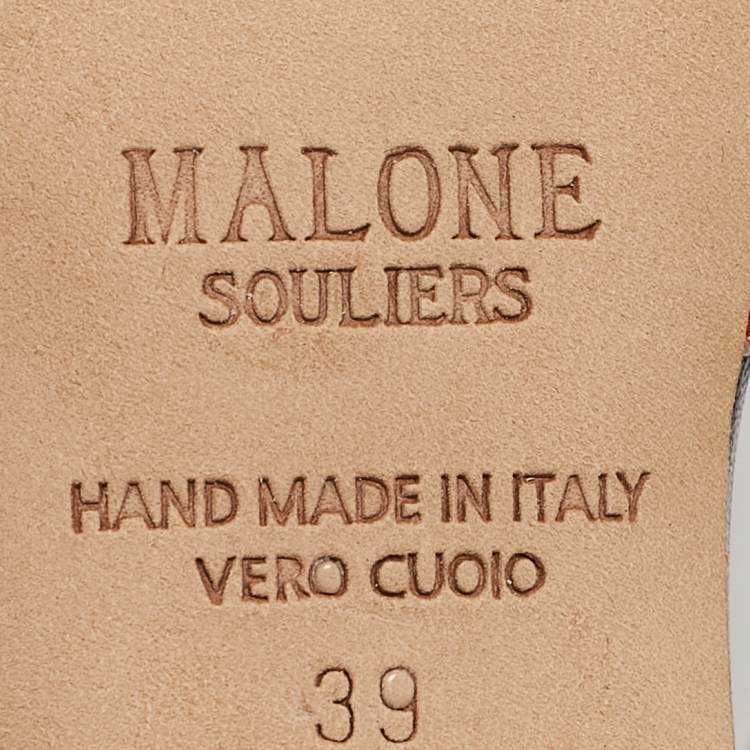 MALONE
SOULIERS
HAND MADE IN ITALY
VERO CUOIO
39